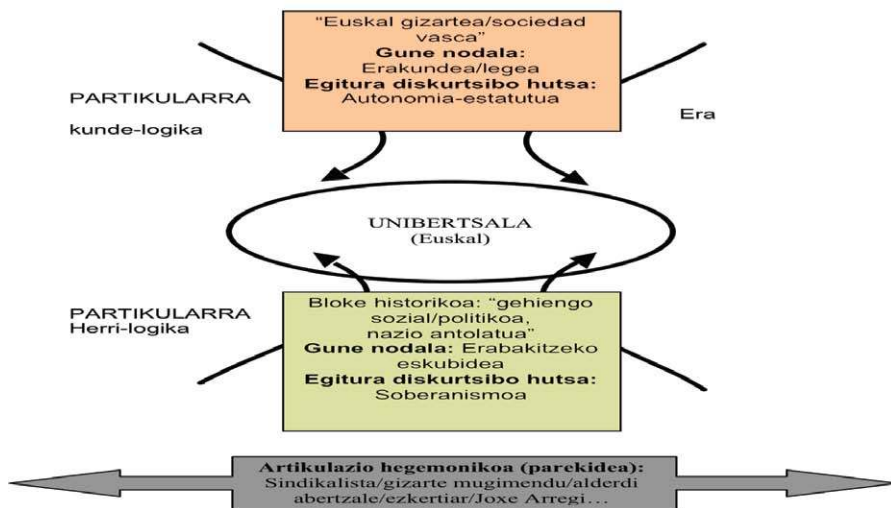 “Euskal gizartea/sociedad
vasca”
Gune nodala:
Erakundea/legea
Egitura diskurtsibo hutsa:
Autonomia-estatutua
PARTIKULARRA
kunde-logika
Era
UNIBERTSALA
(Euskal)
PARTIKULARRA
Herri-logika
Bloke historikoa: “gehiengo
sozial/politikoa,
nazio antolatua”
Gune nodala: Erabakitzeko
eskubidea
Egitura diskurtsibo hutsa:
Soberanismoa
Artikulazio hegemonikoa (parekidea):
Sindikalista/gizarte mugimendu/alderdi
abertzale/ezkertiar/Joxe Arregi…